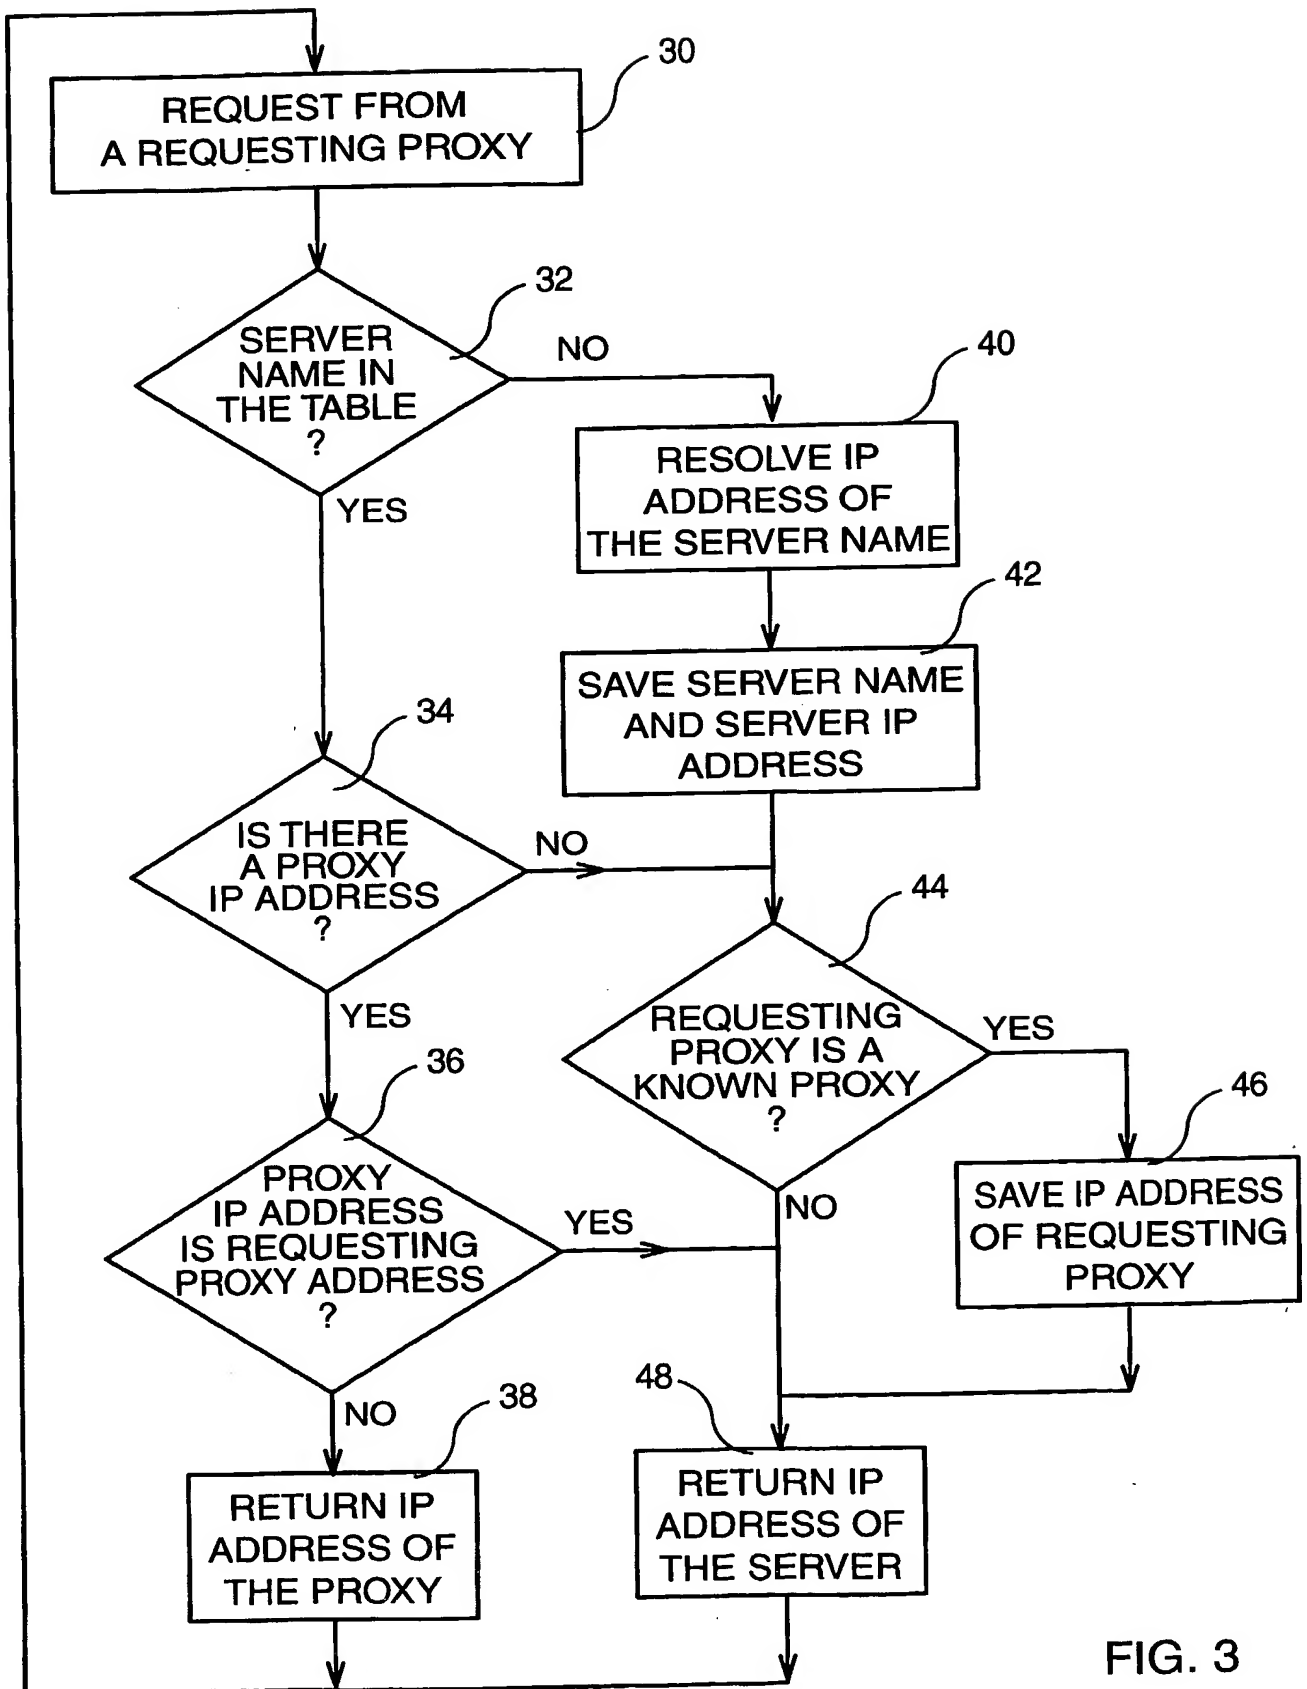 30
REQUEST FROM
A REQUESTING PROXY
32
SERVER
NAME IN
THE TABLE
?
NO
YES
40
RESOLVE IP
ADDRESS OF
THE SERVER NAME
42
SAVE SERVER NAME
AND SERVER IP
ADDRESS
34
IS THERE
A PROXY
IP ADDRESS
?
NO
YES
44
REQUESTING
PROXY IS A
KNOWN PROXY
?
YES
NO
46
SAVE IP ADDRESS
OF REQUESTING
PROXY
36
PROXY
IP ADDRESS
IS REQUESTING
PROXY ADDRESS
?
YES
NO
38
RETURN IP
ADDRESS OF
THE PROXY
48
RETURN IP
ADDRESS OF
THE SERVER
FIG. 3